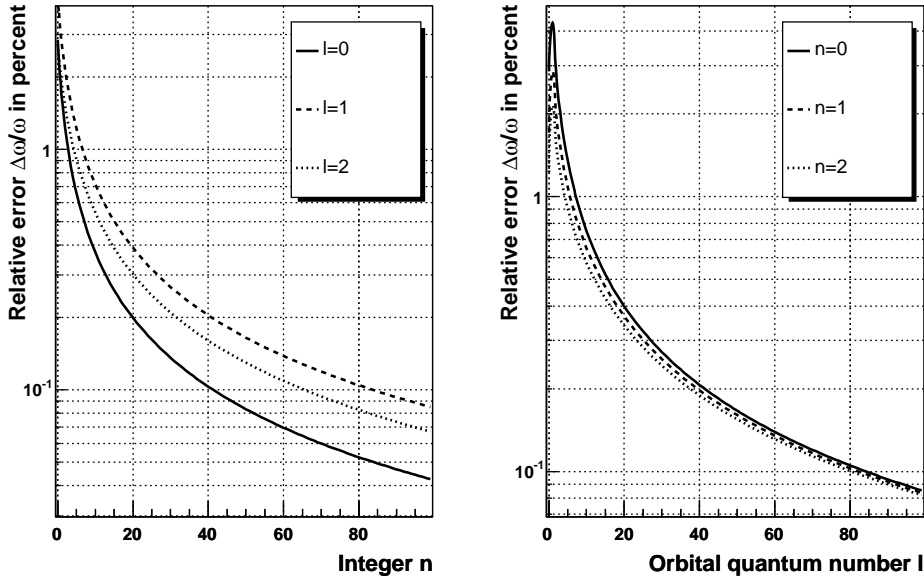 Relative error Δω/ω in percent
1
10-1
l=0
l=1
l=2
0 20 40 60 80
Integer n
Relative error Δω/ω in percent
1
10-1
n=0
n=1
n=2
0 20 40 60 80
Orbital quantum number l